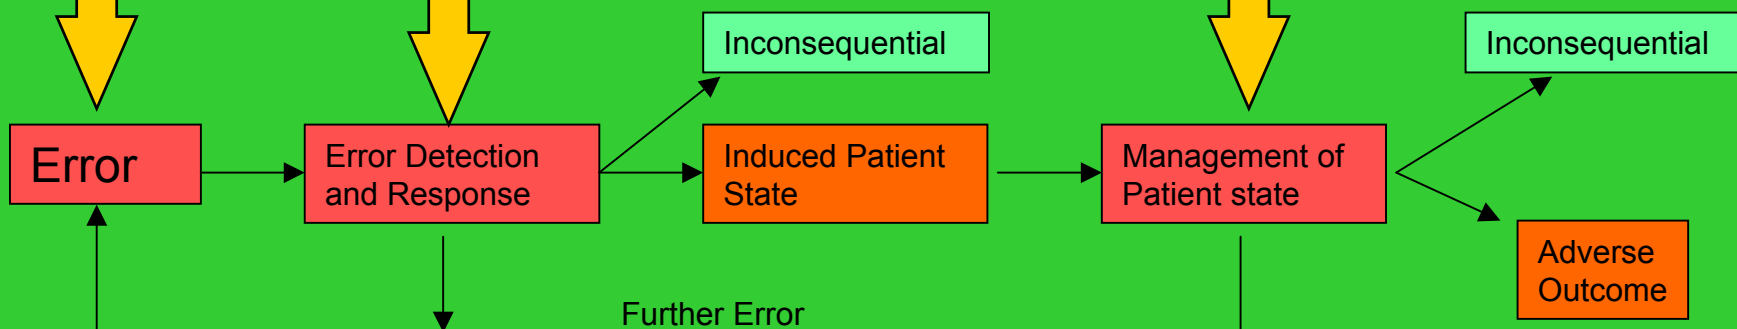 Inconsequential
Inconsequential
Error
Error Detection
and Response
Induced Patient
State
Management of
Patient state
Adverse
Outcome
Further Error